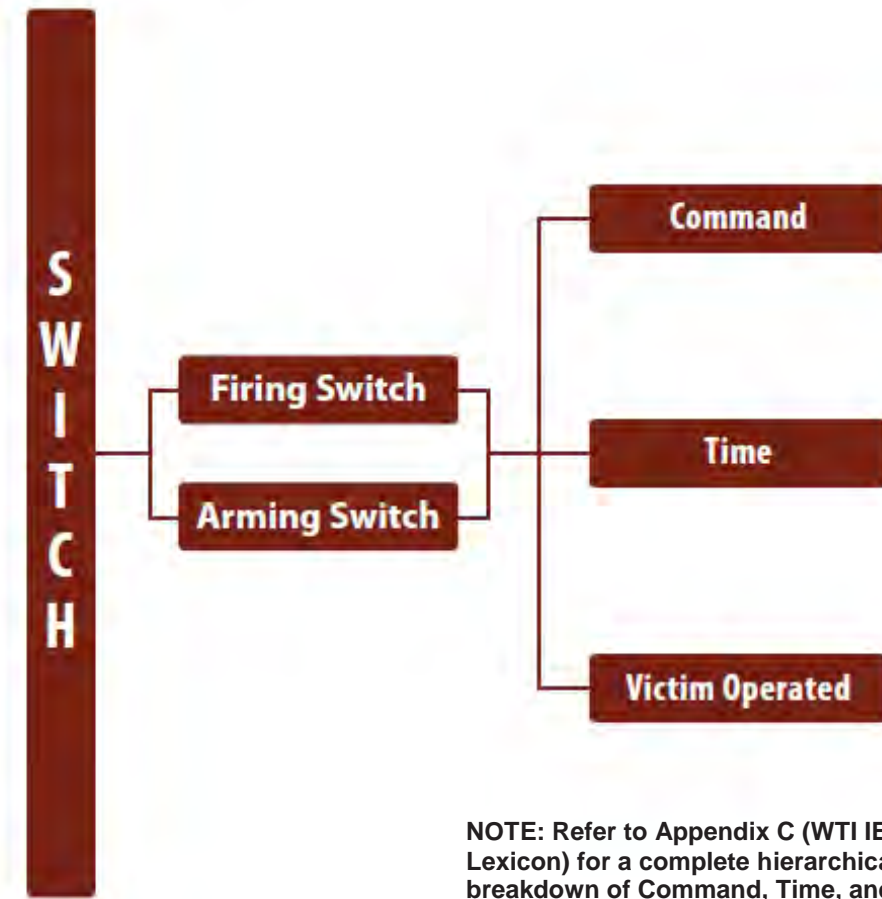 SWITCH
Firing Switch
Arming Switch
Command
Time
Victim Operated
NOTE: Refer to Appendix C (WTI
Lexicon) for a complete
breakdown of Command, Time, and